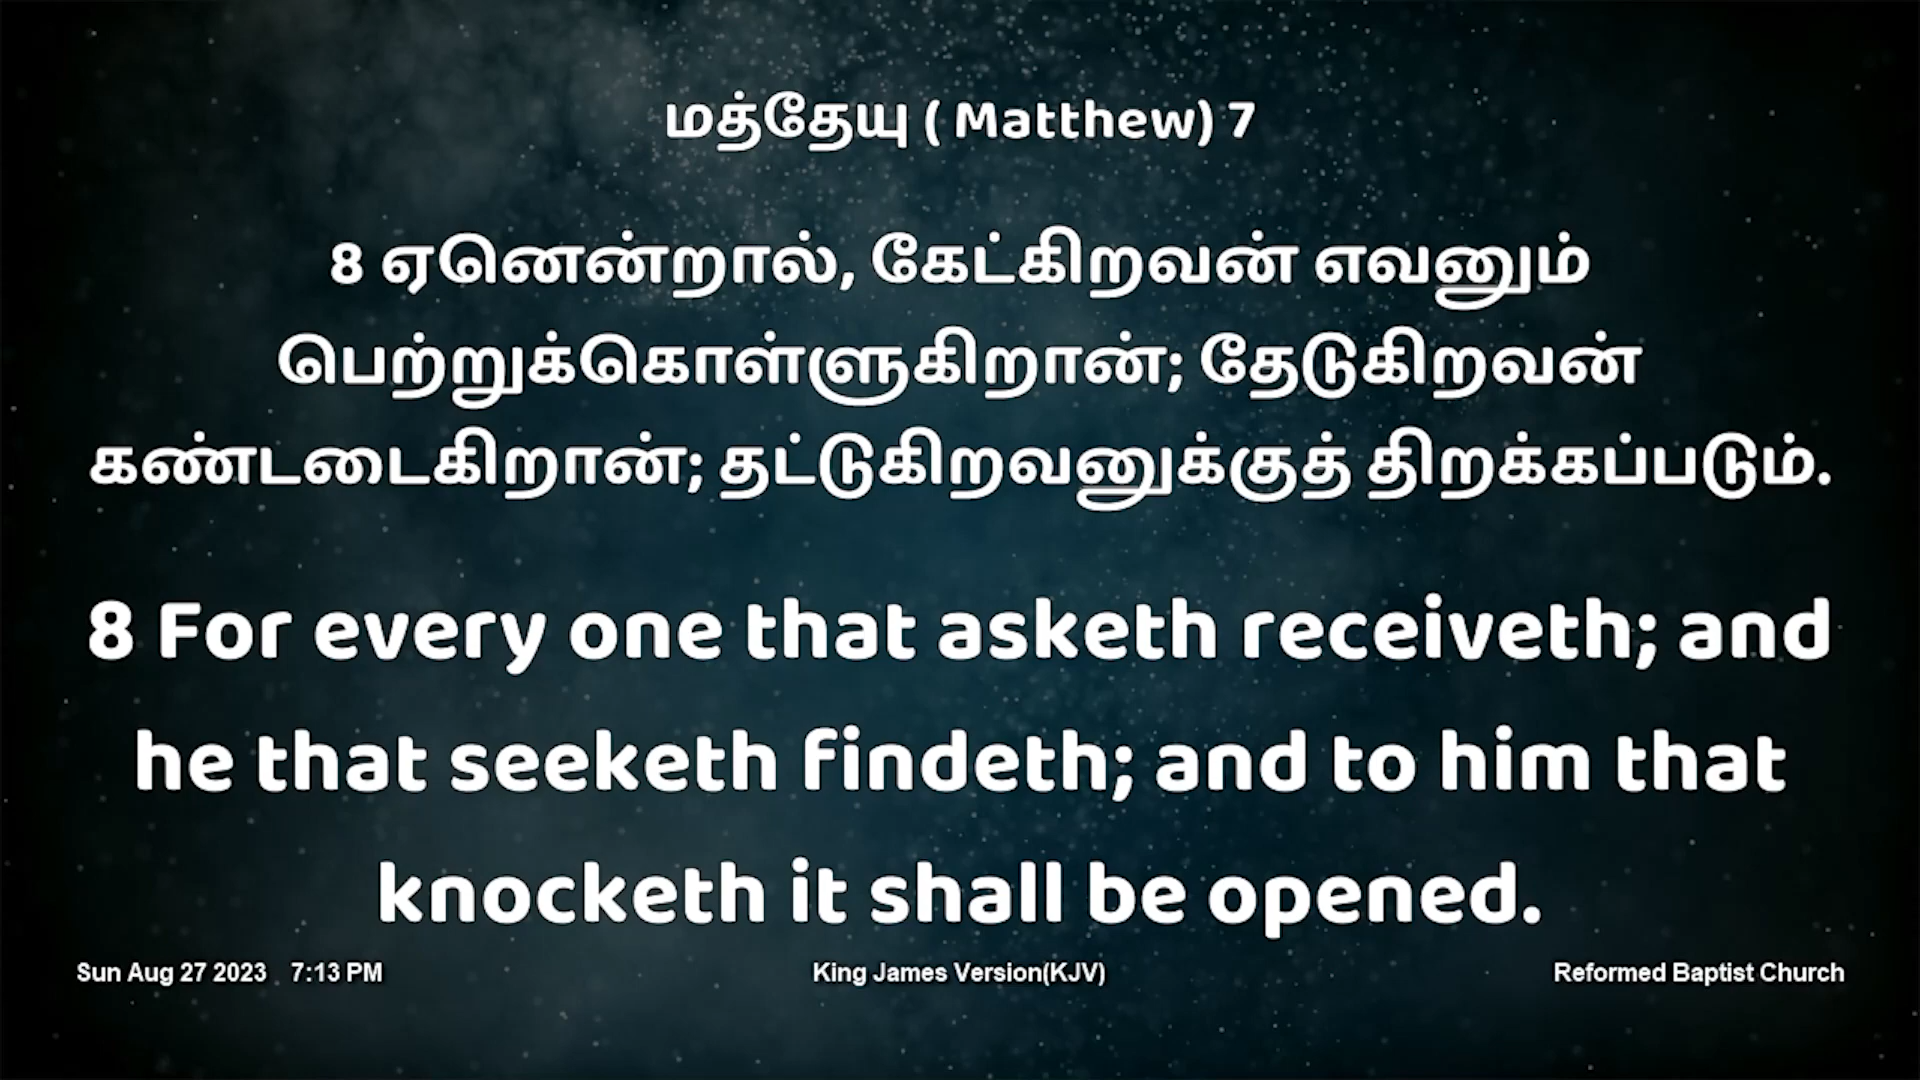 மத்தேயு ( Matthew) 7
8 ஏனென்றால், கேட்கிறவன் எவனும்
பெற்றுக்கொள்ளுகிறான்; தேடுகிறவன்
கண்டடைகிறான்; தட்டுகிறவனுக்குத் திறக்கப்படும்.
8 For every one that asketh receiveth; and
he that seeketh findeth; and to him that
knocketh it shall be opened.
Sun Aug 27 2023 7:13 PM King James Version(KJV) Reformed Baptist Church